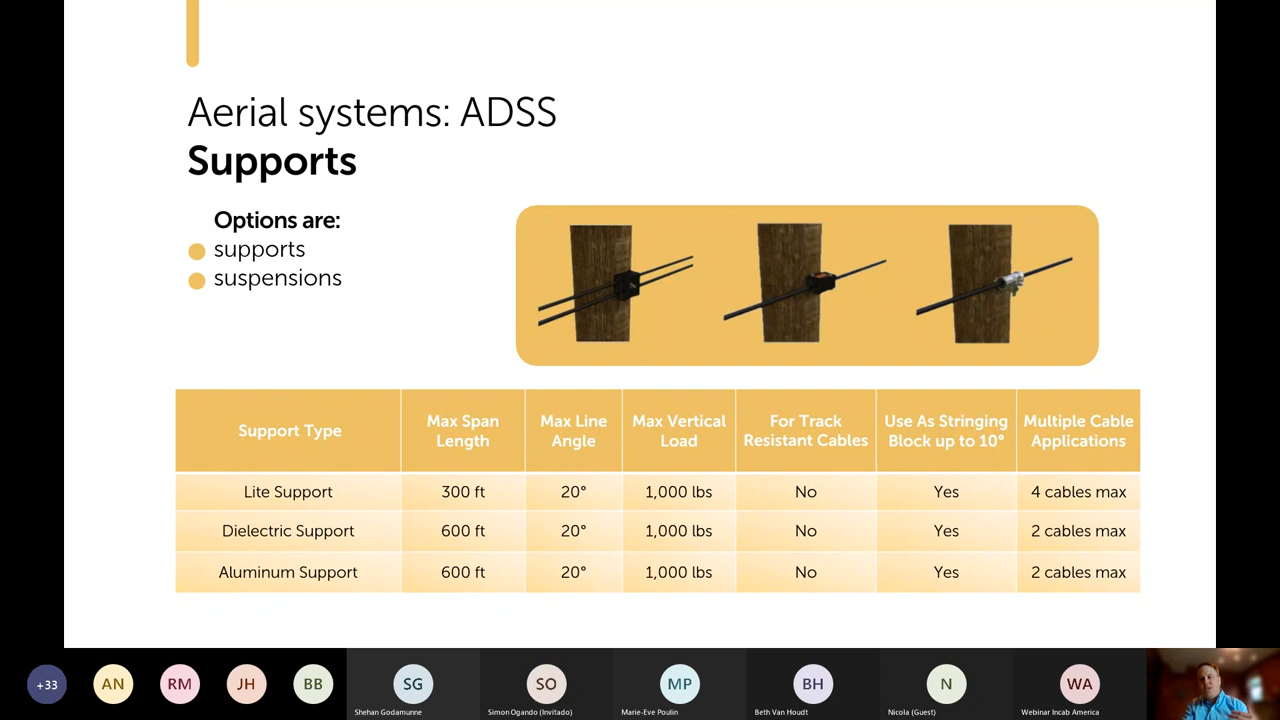 Aerial systems: ADSS
Supports
Options are:
supports
suspensions
Support Type
Max Span
Length
Max Line
Angle
Max Vertical
Load
For Track
Resistant Cables
Use As Stringing
Block up to 10°
Multiple Cable
Applications
Lite Support 300 ft 20° 1,000 lbs No Yes 4 cables max
Dielectric Support 600 ft 20° 1,000 lbs No Yes 2 cables max
Aluminum Support 600 ft 20° 1,000 lbs No Yes 2 cables max
+33 AN RM JH BB SG SO MP BH N WA
Shehan Godamunne Simon Ogando (Invitado) Marie-Eve Poulin Beth Van Houdt Nicola (Guest) Webinar Incab America